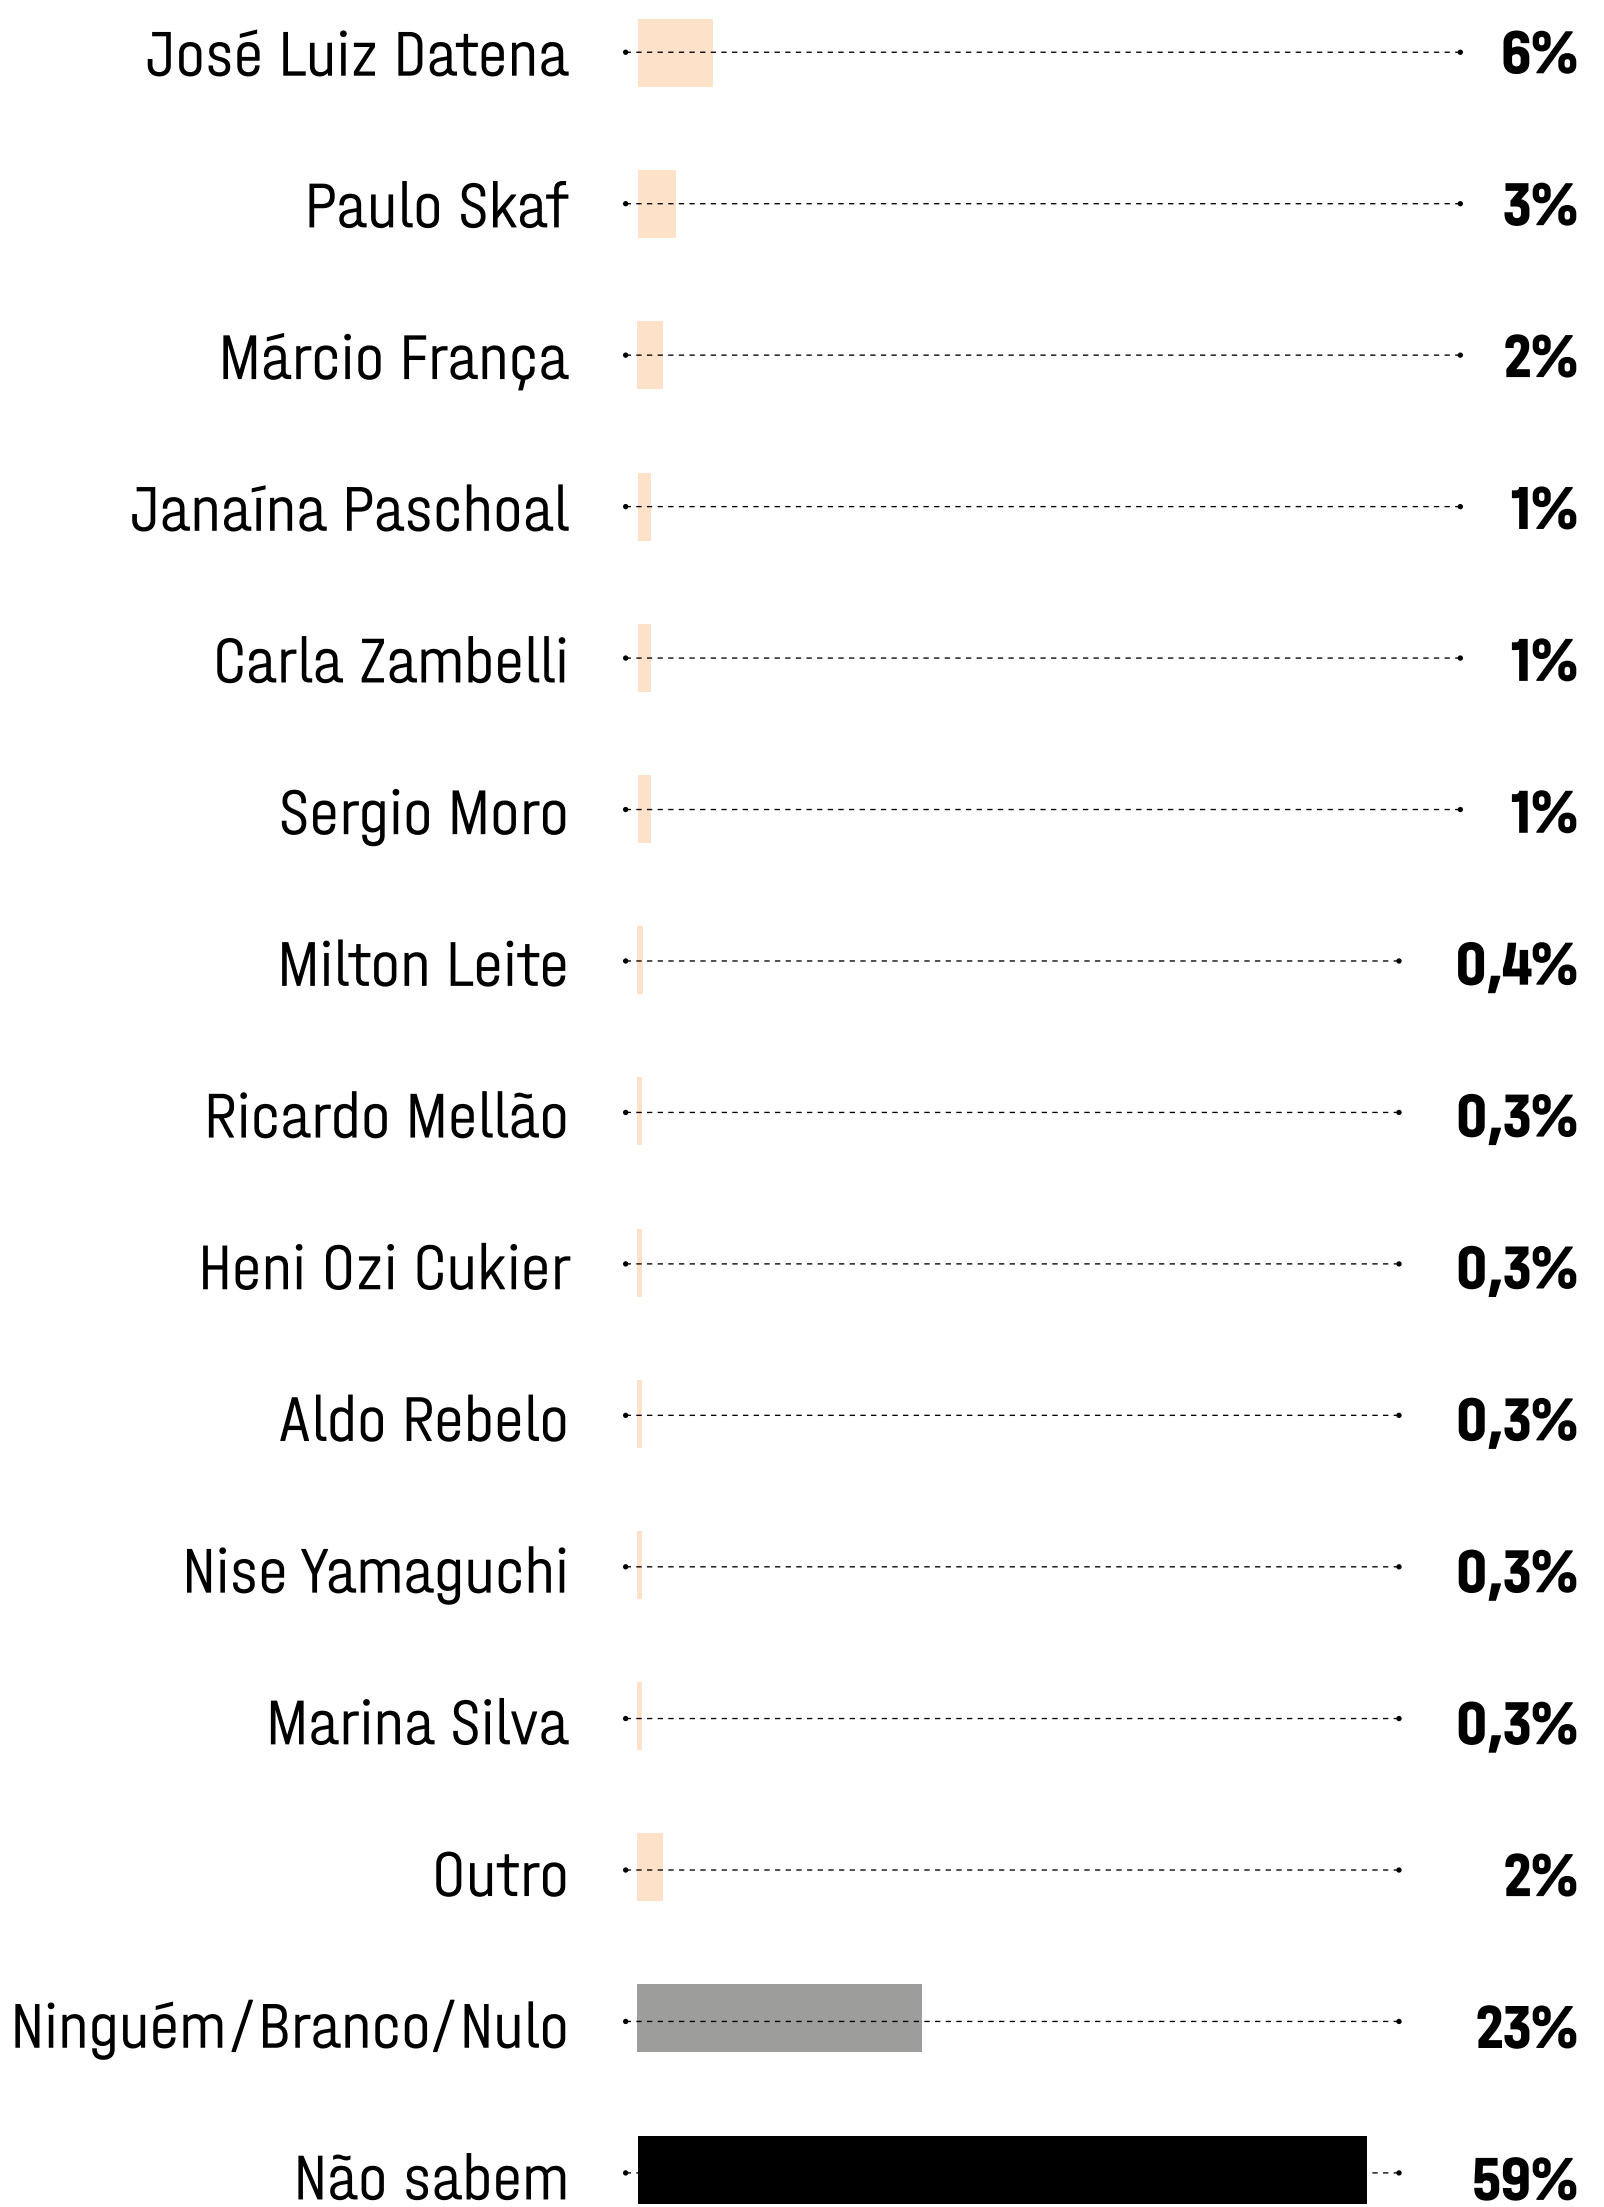 José Luiz Datena 6%
Paulo Skaf 3%
Márcio França 2%
Janaína Paschoal 1%
Carla Zambelli 1%
Sergio Moro 1%
Milton Leite 0,4%
Ricardo Mellão 0,3%
Heni Ozi Cukier 0,3%
Aldo Rebelo 0,3%
Nise Yamaguchi 0,3%
Marina Silva 0,3%
Outro 2%
Ninguém/Branco/Nulo 23%
Não sabem 59%